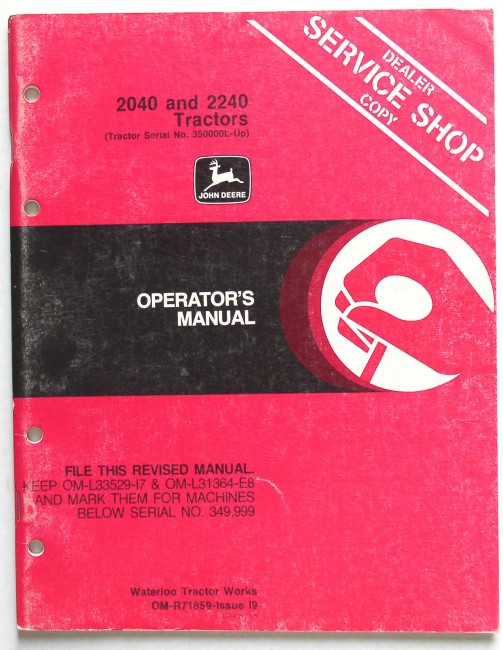 DEALER
SERVICE SHOP
COPY
2040 and 2240
Tractors
(Tractor Serial No. 350000L-Up)
JOHN DEERE
OPERATOR'S
MANUAL
FILE THIS REVISED MANUAL.
KEEP OM-L33529-I7 & OM-L31364-E8
AND MARK THEM FOR MACHINES
BELOW SERIAL NO. 349,999
Waterloo Tractor Works
OM-R71859-Issue I9